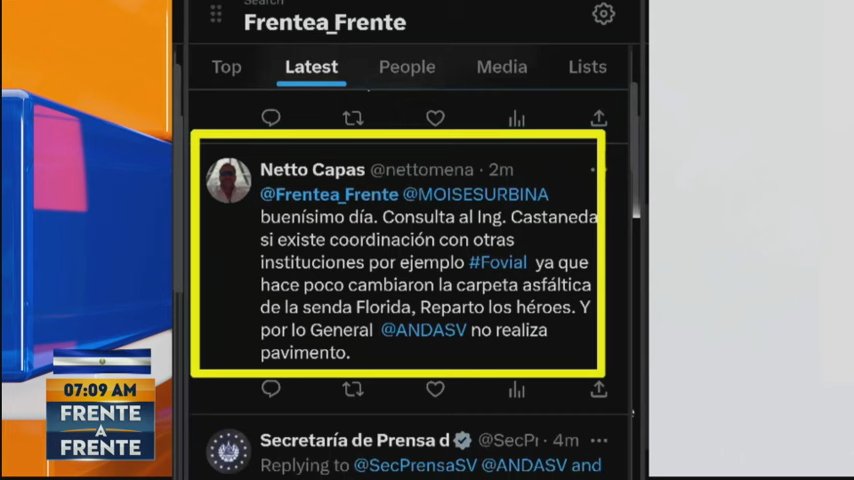 Search
Frentea_Frente
Top Latest People Media Lists
Netto Capas @nettomena · 2m
@Frentea_Frente @MOISESURBINA
buenísimo día. Consulta al Ing. Castaneda
si existe coordinación con otras
instituciones por ejemplo #Fovial ya que
hace poco cambiaron la carpeta asfáltica
de la senda Florida, Reparto los héroes. Y
por lo General @ANDASV no realiza
pavimento.
Secretaría de Prensa d @SecPr · 4m
Replying to @SecPrensaSV @ANDASV and
07:09 AM
FRENTE
A
FRENTE